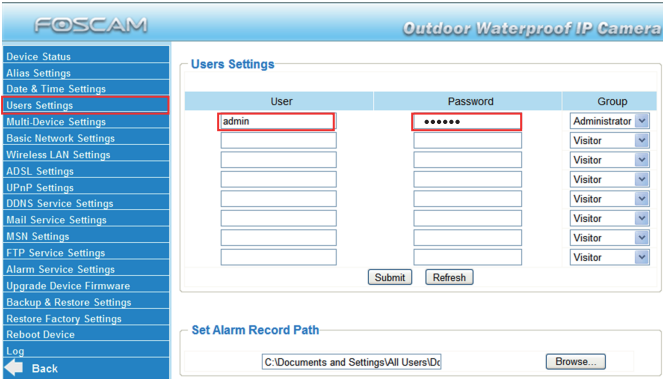 FOSCAM
Outdoor Waterproof IP Camera
Device Status
Alias Settings
Date & Time Settings
Users Settings
Multi-Device Settings
Basic Network Settings
Wireless LAN Settings
ADSL Settings
UPnP Settings
DDNS Service Settings
Mail Service Settings
MSN Settings
FTP Service Settings
Alarm Service Settings
Upgrade Device Firmware
Backup & Restore Settings
Restore Factory Settings
Reboot Device
Log
Back
Users Settings
User Password Group
admin •••••• Administrator
Visitor
Visitor
Visitor
Visitor
Visitor
Visitor
Visitor
Submit Refresh
Set Alarm Record Path
C:\Documents and Settings\All Users\Dc Browse...